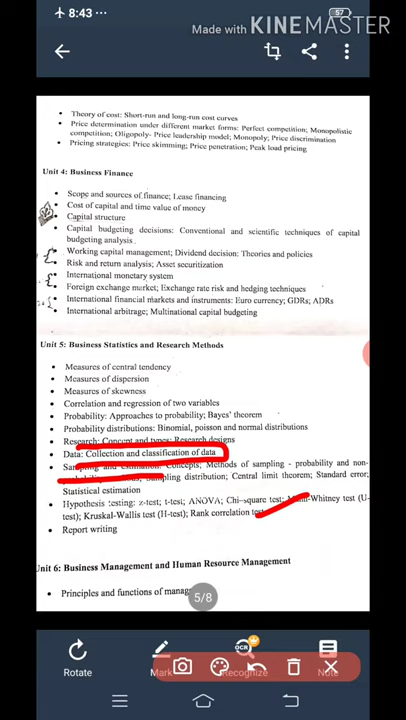 8:43
57
Made with KINEMASTER
• Theory of cost: Short-run and long-run cost curves
• Price determination under different market forms: Perfect competition; Monopolistic
competition; Oligopoly- Price leadership model; Monopoly; Price discrimination
• Pricing strategies: Price skimming; Price penetration; Peak load pricing
Unit 4: Business Finance
• Scope and sources of finance; Lease financing
• Cost of capital and time value of money
• Capital structure
• Capital budgeting decisions: Conventional and scientific techniques of capital
budgeting analysis
• Working capital management; Dividend decision: Theories and policies
• Risk and return analysis; Asset securitization
• International monetary system
• Foreign exchange market; Exchange rate risk and hedging techniques
• International financial markets and instruments: Euro currency; GDRs; ADRs
• International arbitrage; Multinational capital budgeting
Unit 5: Business Statistics and Research Methods
• Measures of central tendency
• Measures of dispersion
• Measures of skewness
• Correlation and regression of two variables
• Probability: Approaches to probability; Bayes' theorem
• Probability distributions: Binomial, poisson and normal distributions
• Research: Concept and types; Research designs
• Data: Collection and classification of data
• Sampling and estimation: Concepts; Methods of sampling - probability and non-
Sampling distribution; Central limit theorem; Standard error;
Statistical estimation
• Hypothesis testing: z-test; t-test; ANOVA; Chi–square test; Mann-Whitney test (U-
test); Kruskal-Wallis test (H-test); Rank correlation test
• Report writing
Unit 6: Business Management and Human Resource Management
• Principles and functions of
5/8
Rotate
Mark
OCR
Recognize
Note